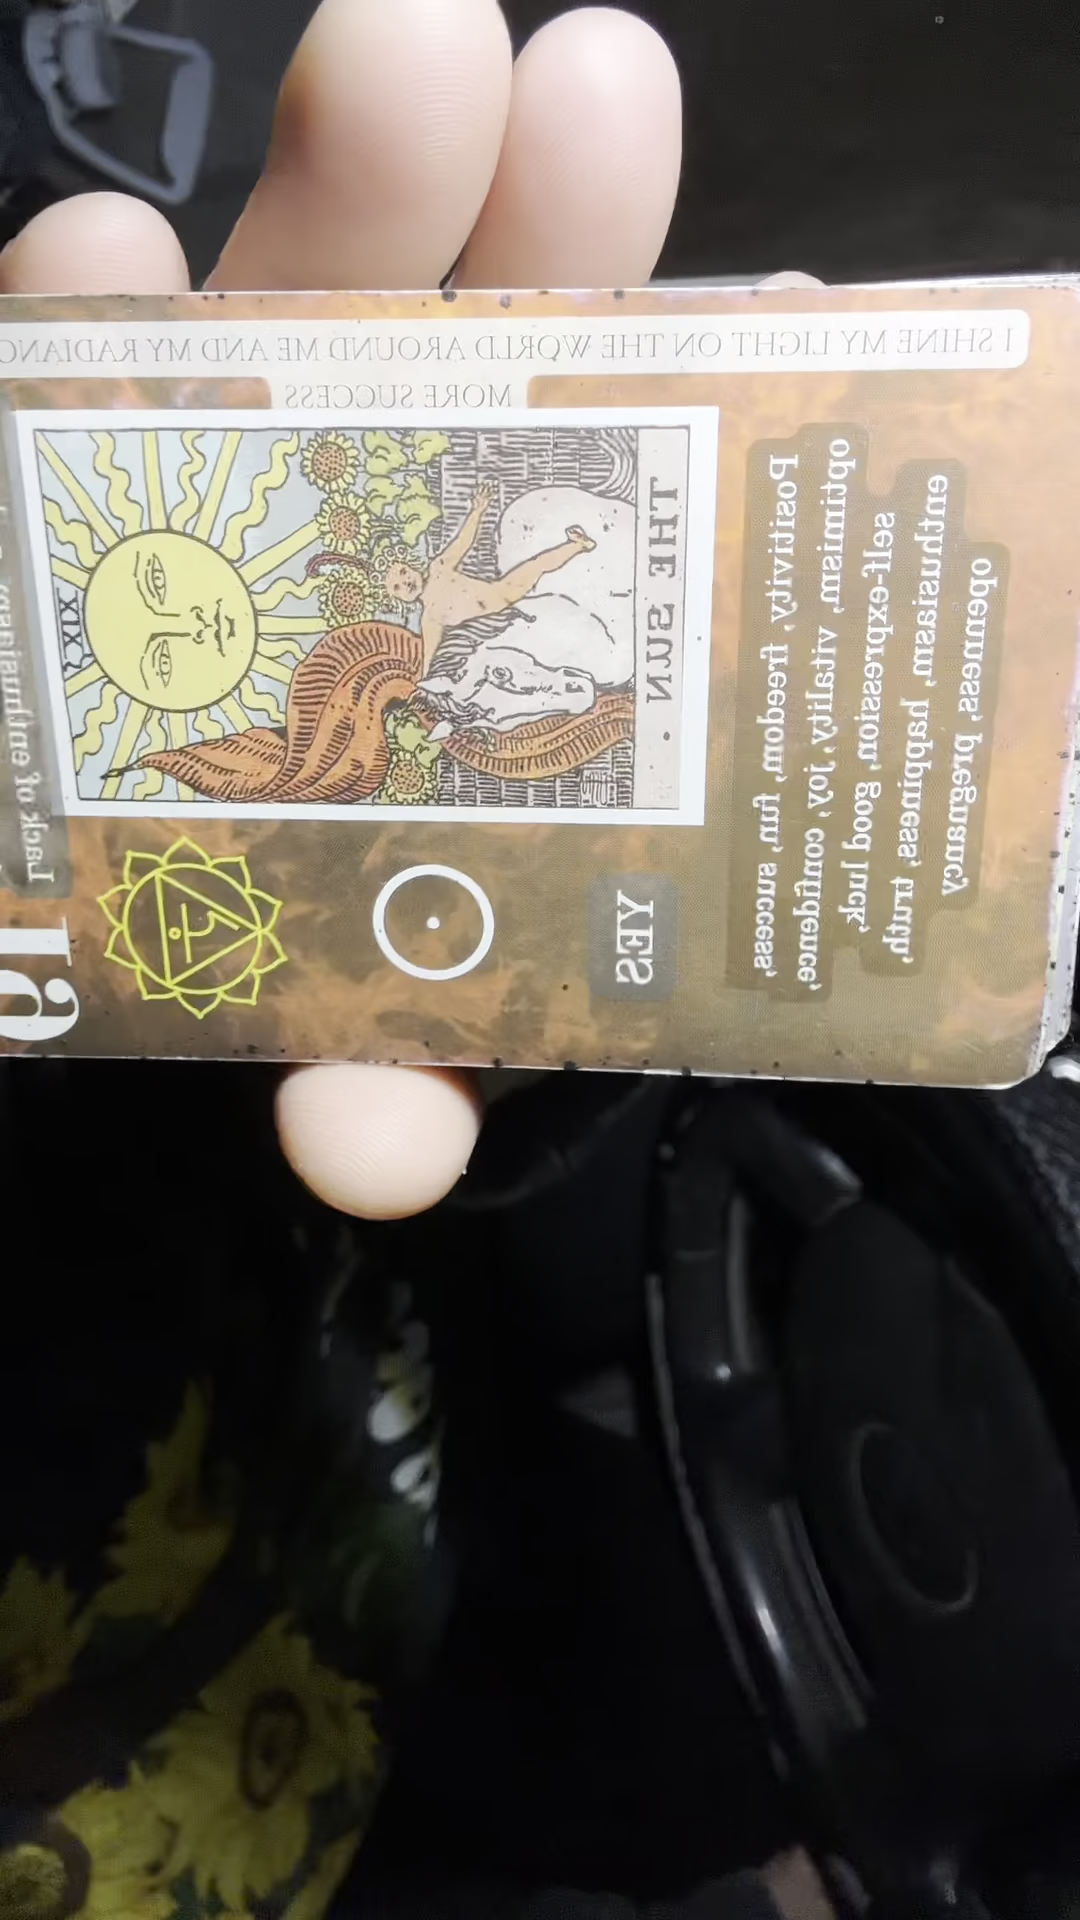 I SHINE MY LIGHT ON THE WORLD AROUND ME AND MY RADIANC
MORE SUCCESS
XIX
THE SUN.
YES
Positivity, freedom, fun, success,
optimism, vitality, joy, confidence,
self-expression, good luck,
enthusiasm, happiness, truth,
openness, pregnancy
Lack of enthusiasm,
19